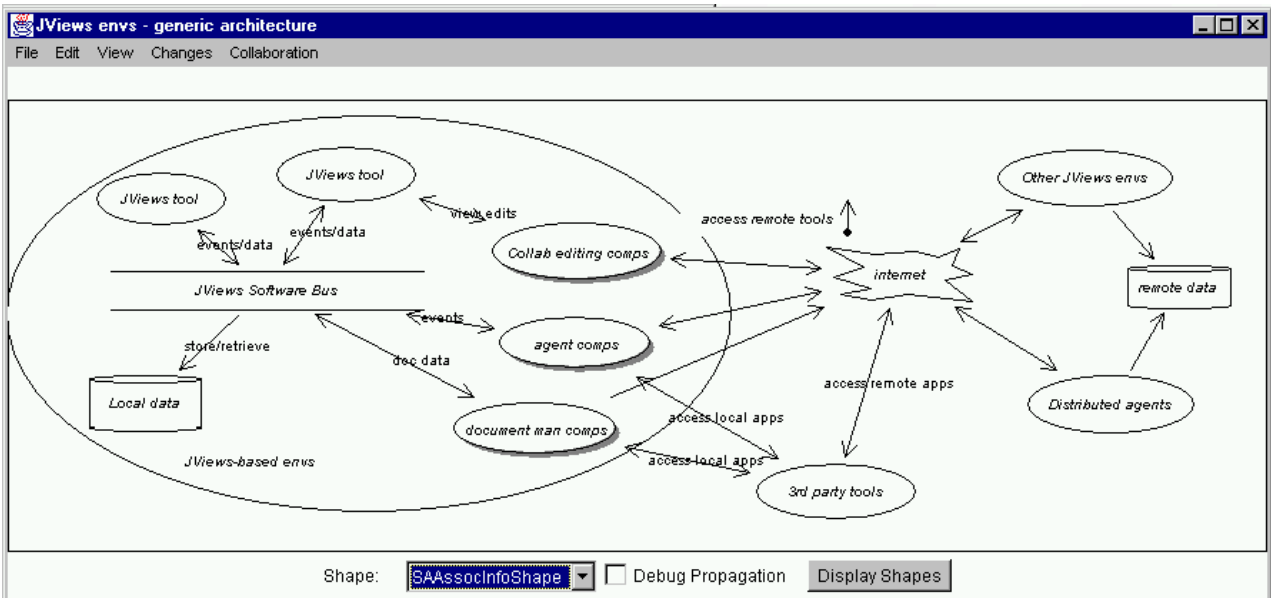 JViews envs - generic architecture
File Edit View Changes Collaboration
JViews tool
JViews tool
Other JViews envs
view edits
access remote tools
events/data
events/data
Collab editing comps
internet
JViews Software Bus
remote data
events
agent comps
store/retrieve
doc data
access remote apps
Local data
Distributed agents
access local apps
document man comps
JViews-based envs
access local apps
3rd party tools
Shape: SAAssocInfoShape Debug Propagation Display Shapes